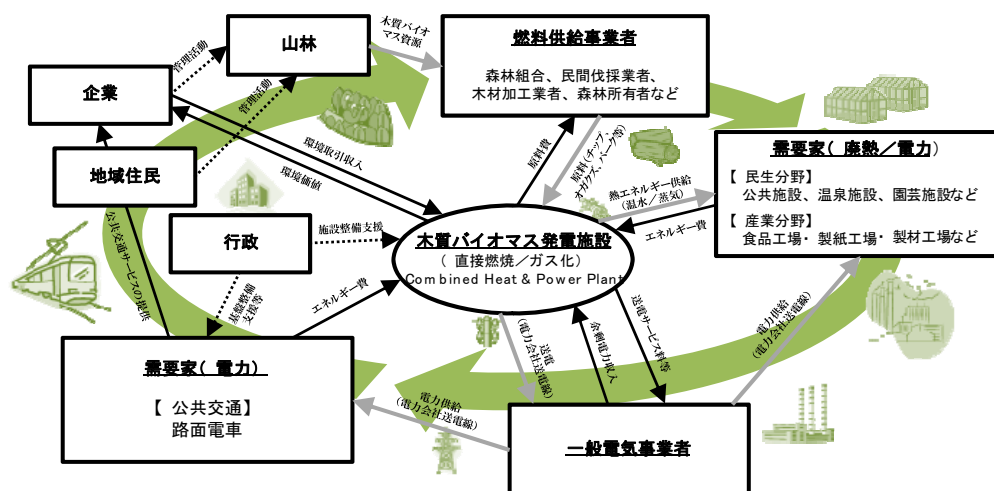 山林
木質バイオ
マス資源
燃料供給事業者
森林組合、民間伐採業者、
木材加工業者、森林所有者など
管理活動
企業
管理活動
環境取引収入
環境価値
原料費
原料（チップ、
オガクズ、バーク等）
需要家（ 廃熱／電力）
【 民生分野】
公共施設、温泉施設、園芸施設など
【 産業分野】
食品工場・製紙工場・ 製材工場など
地域住民
熱エネルギー供給
（温水／蒸気）
エネルギー費
行政
施設整備支援
木質バイオマス発電施設
（ 直接燃焼／ガス化）
Combined Heat & Power Plant
公共交通サービスの提供
基盤整備
支援等
エネルギー費
送電
（電力会社送電線）
余剰電力収入
送電サービス料等
電力供給
（電力会社送電線）
需要家（ 電力）
【 公共交通】
路面電車
電力供給
（電力会社送電線）
一般電気事業者